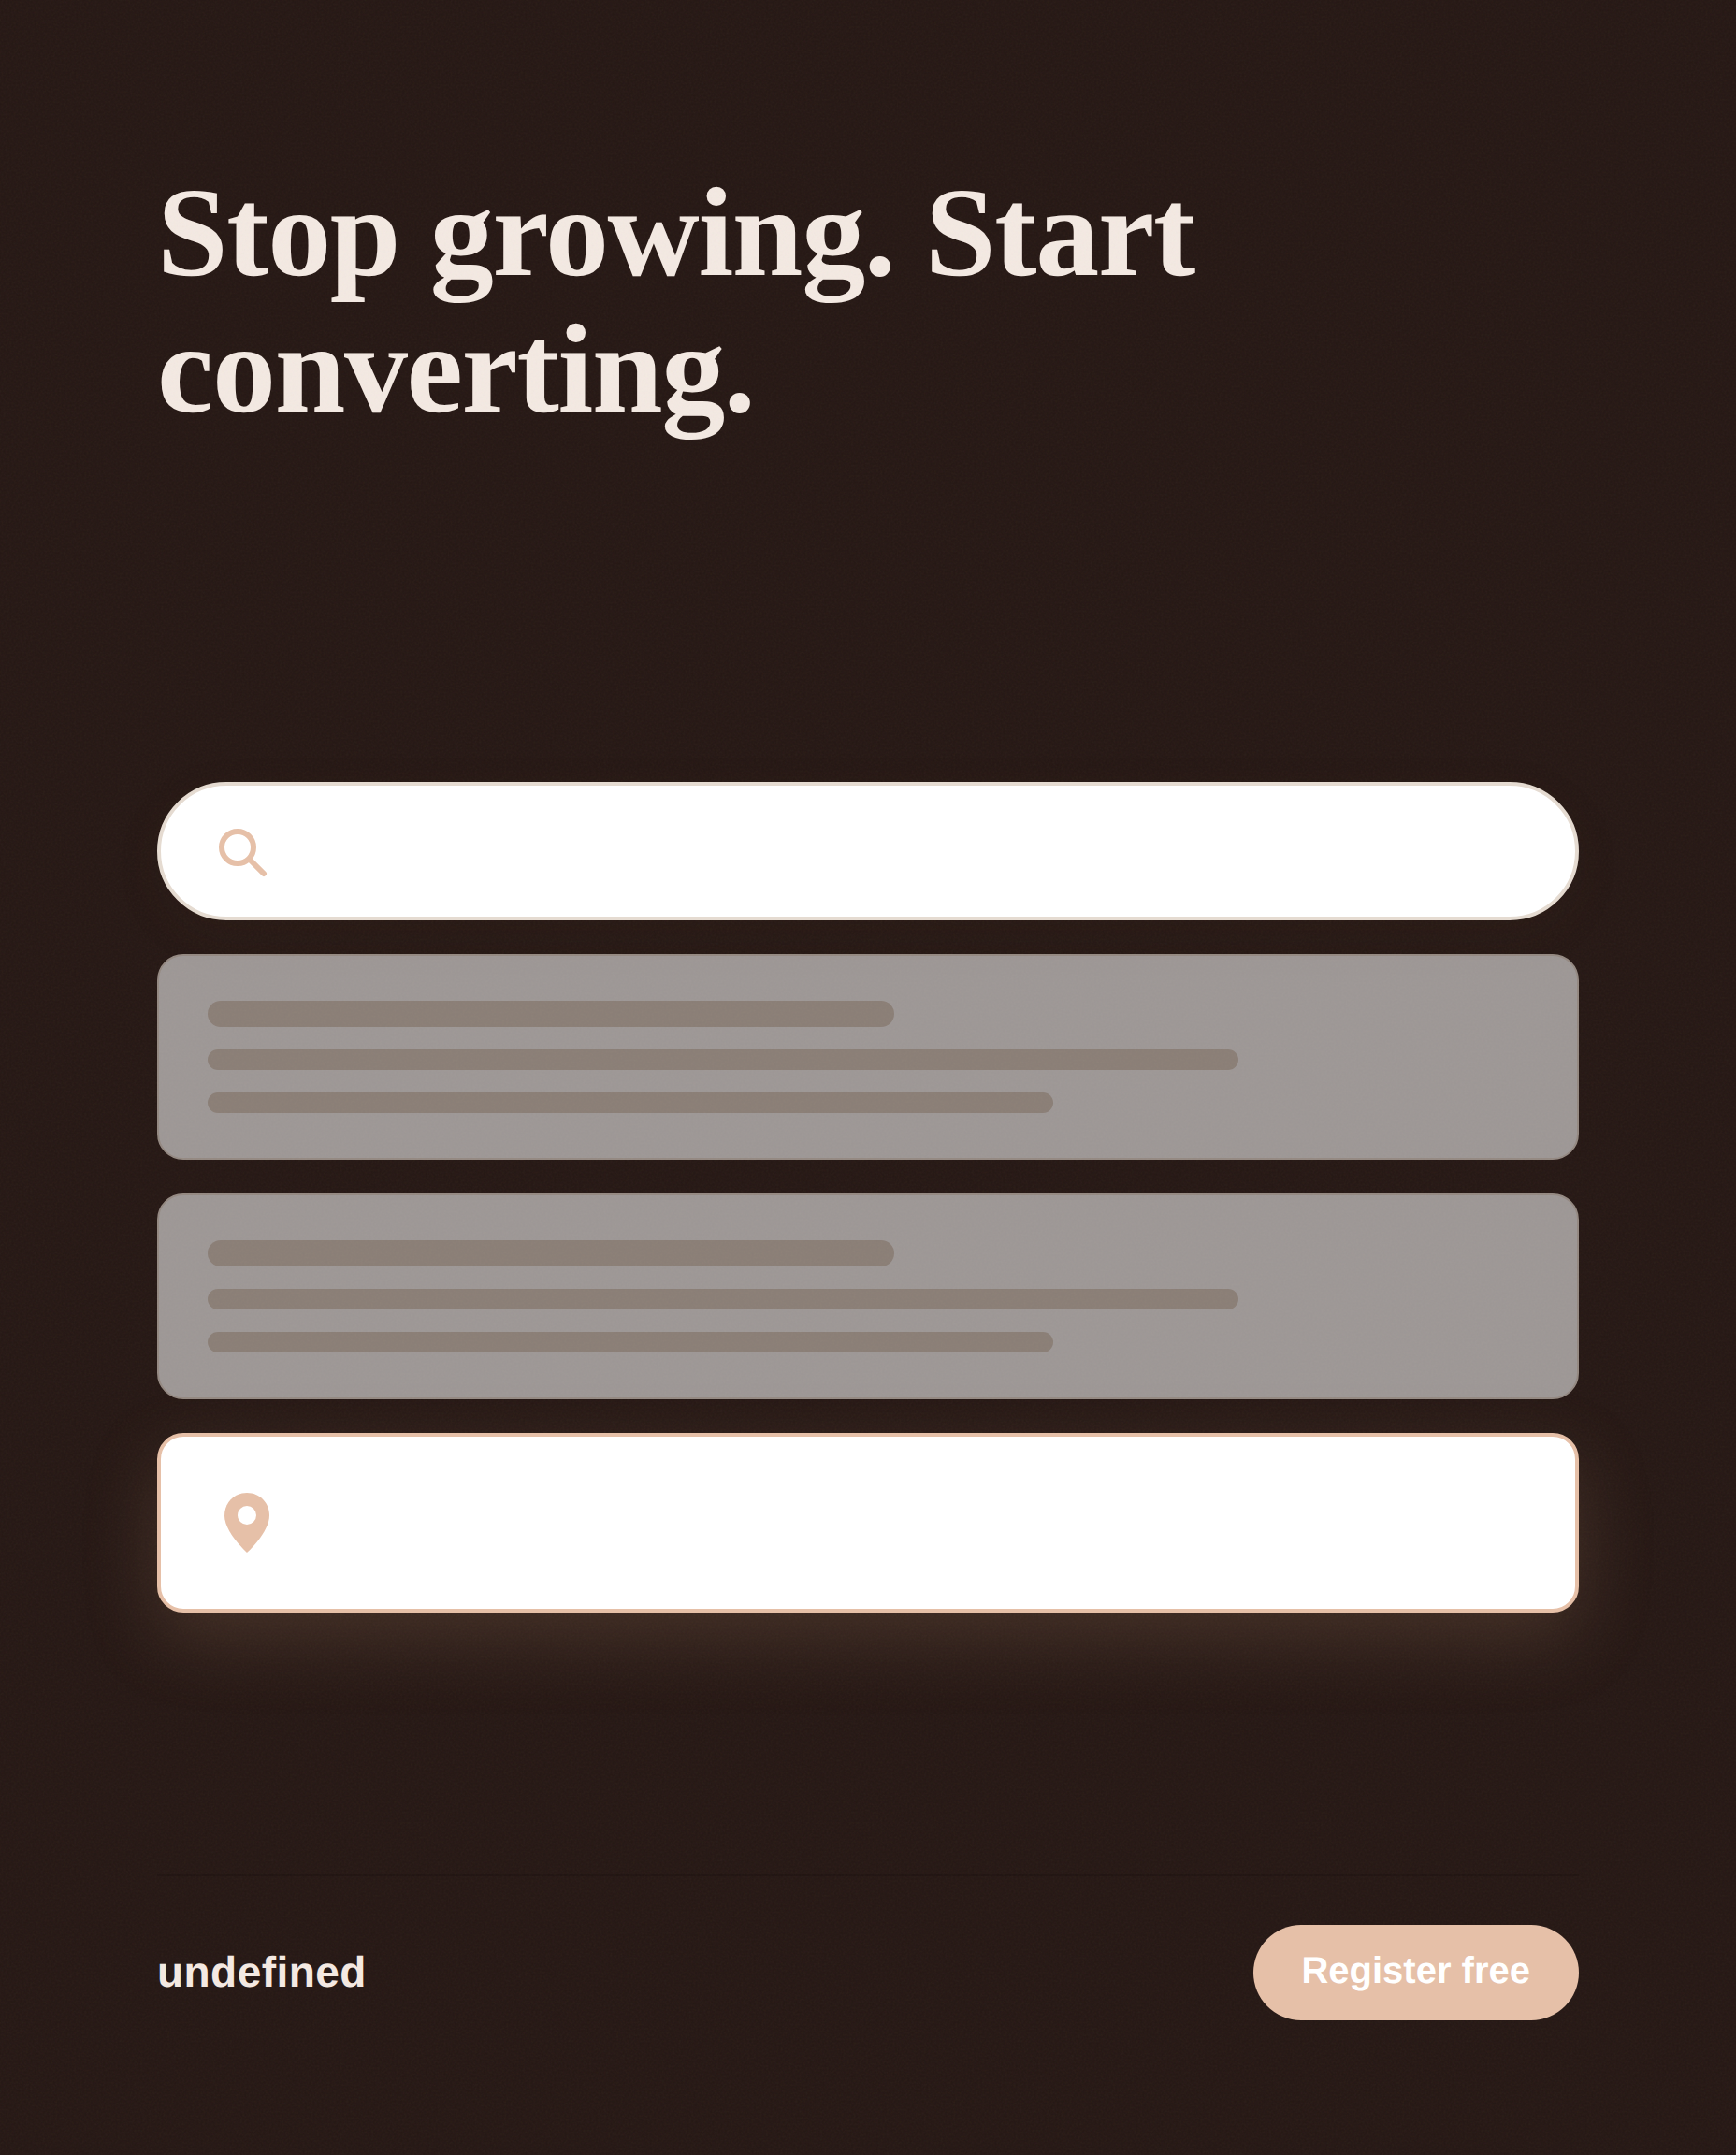 Stop growing. Start
converting.
undefined
Register free